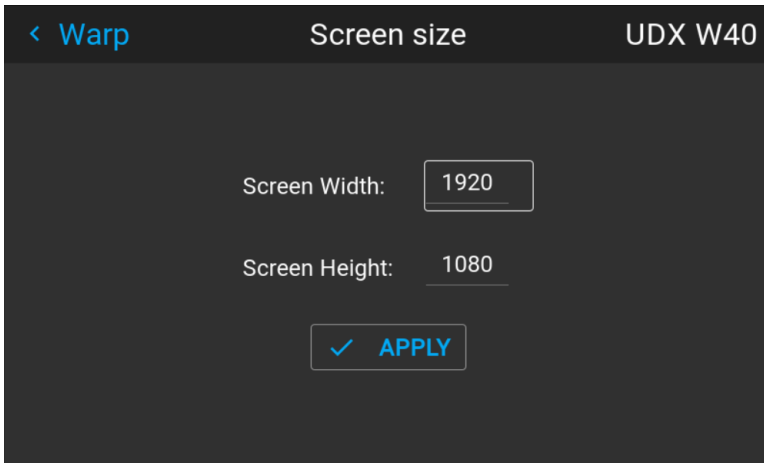 Warp
Screen size
UDX W40
Screen Width: 1920
Screen Height: 1080
APPLY